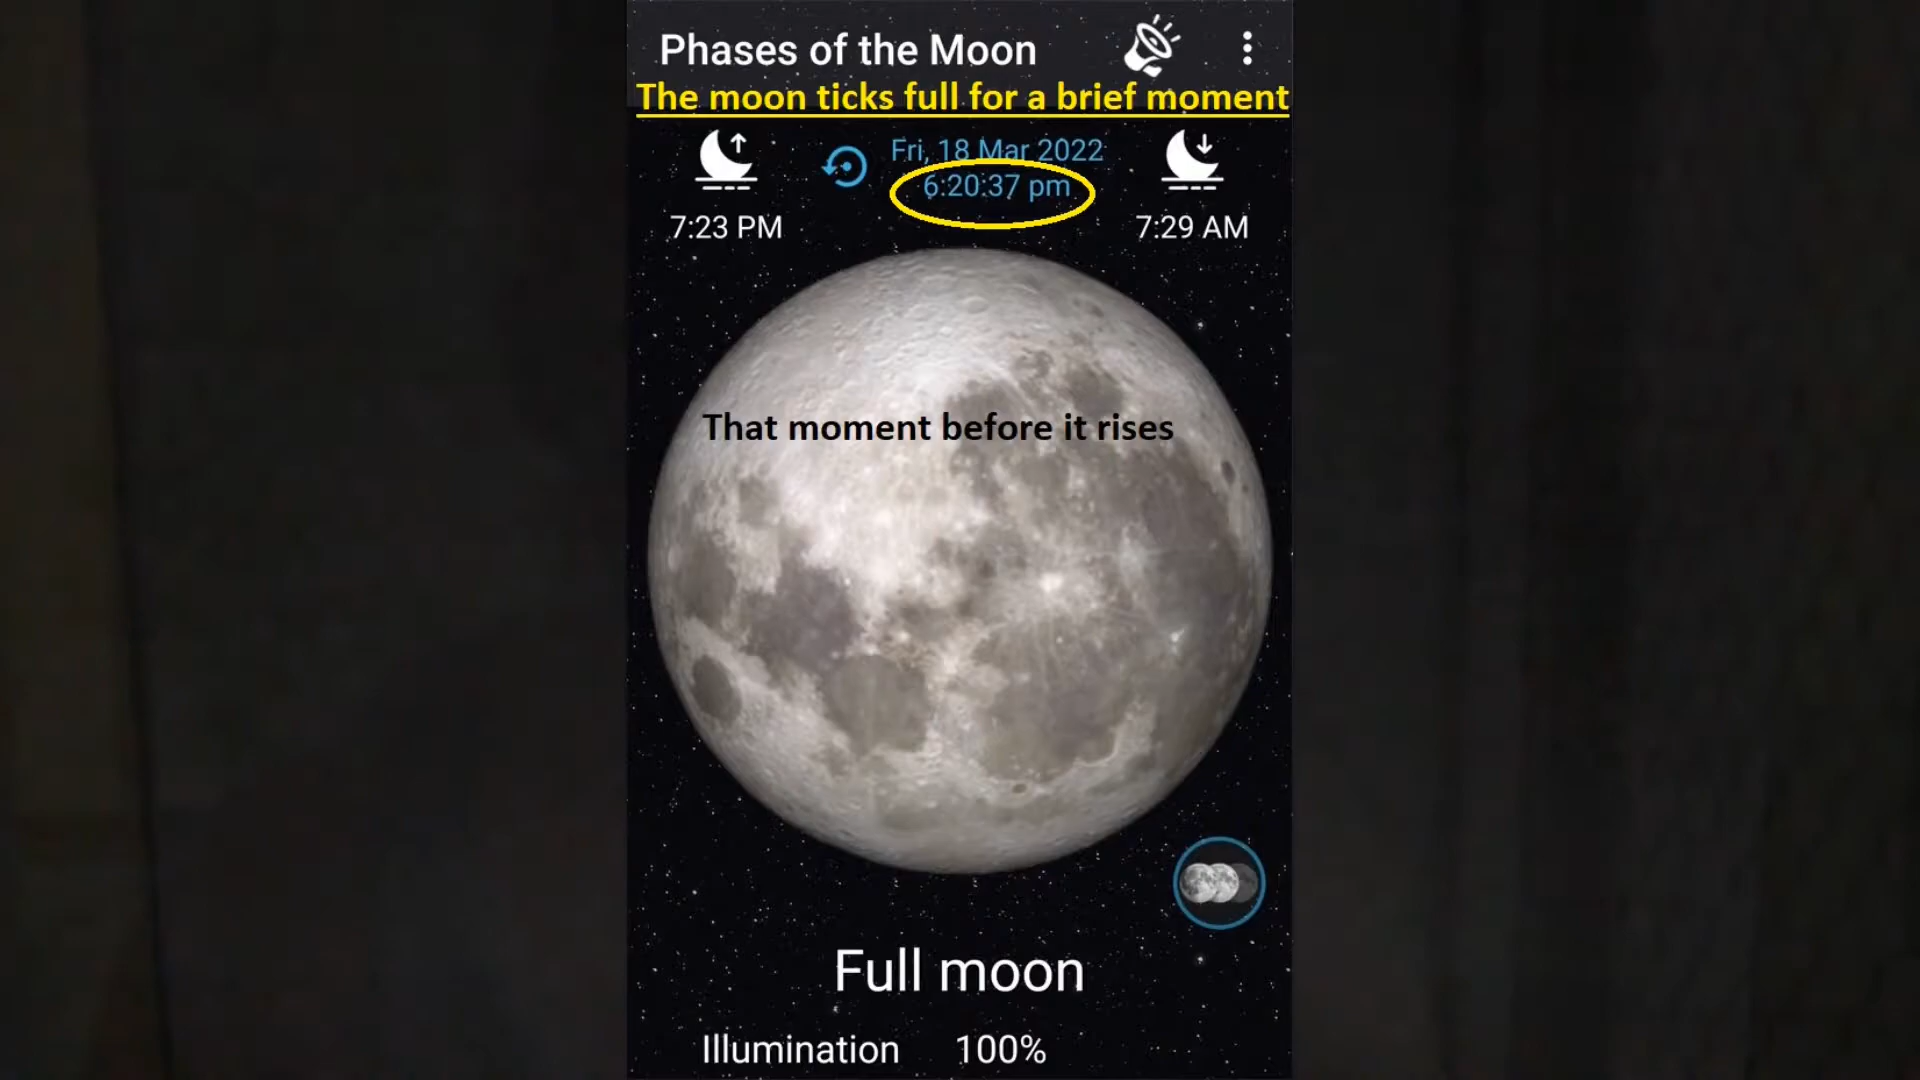 Phases of the Moon
The moon ticks full for a brief moment
Fri, 18 Mar 2022
6:20:37 pm
7:23 PM
7:29 AM
That moment before it rises
Full moon
Illumination 100%